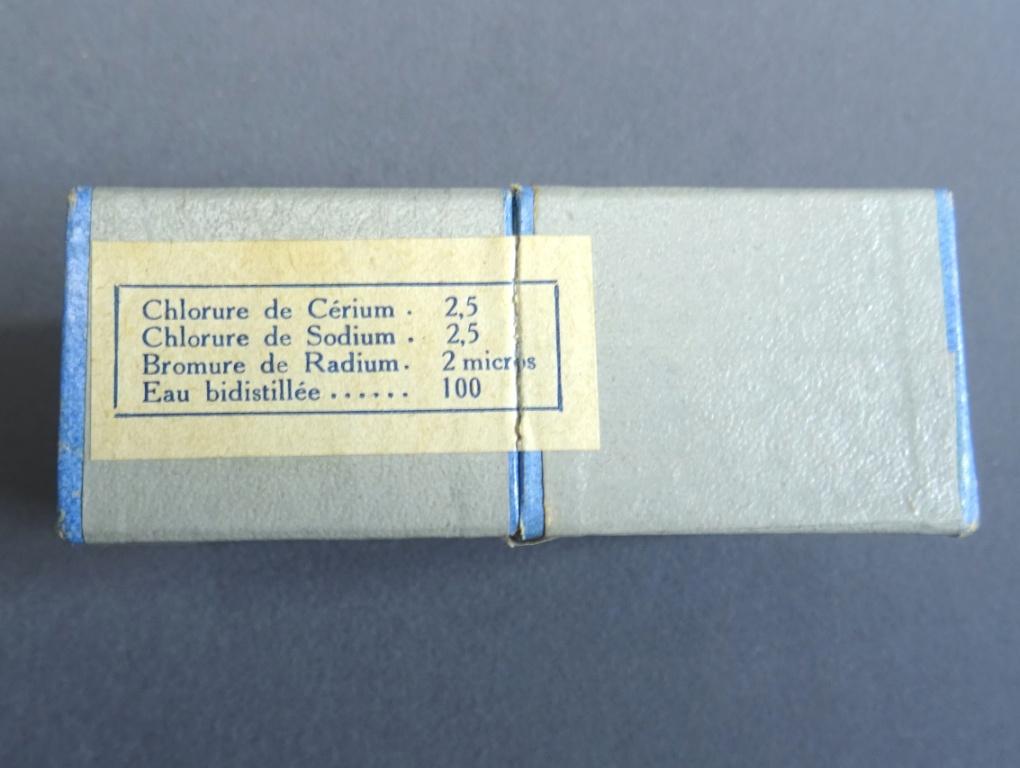 Chlorure de Cérium . 2,5
Chlorure de Sodium . 2,5
Bromure de Radium. 2 micros
Eau bidistillée ...... 100